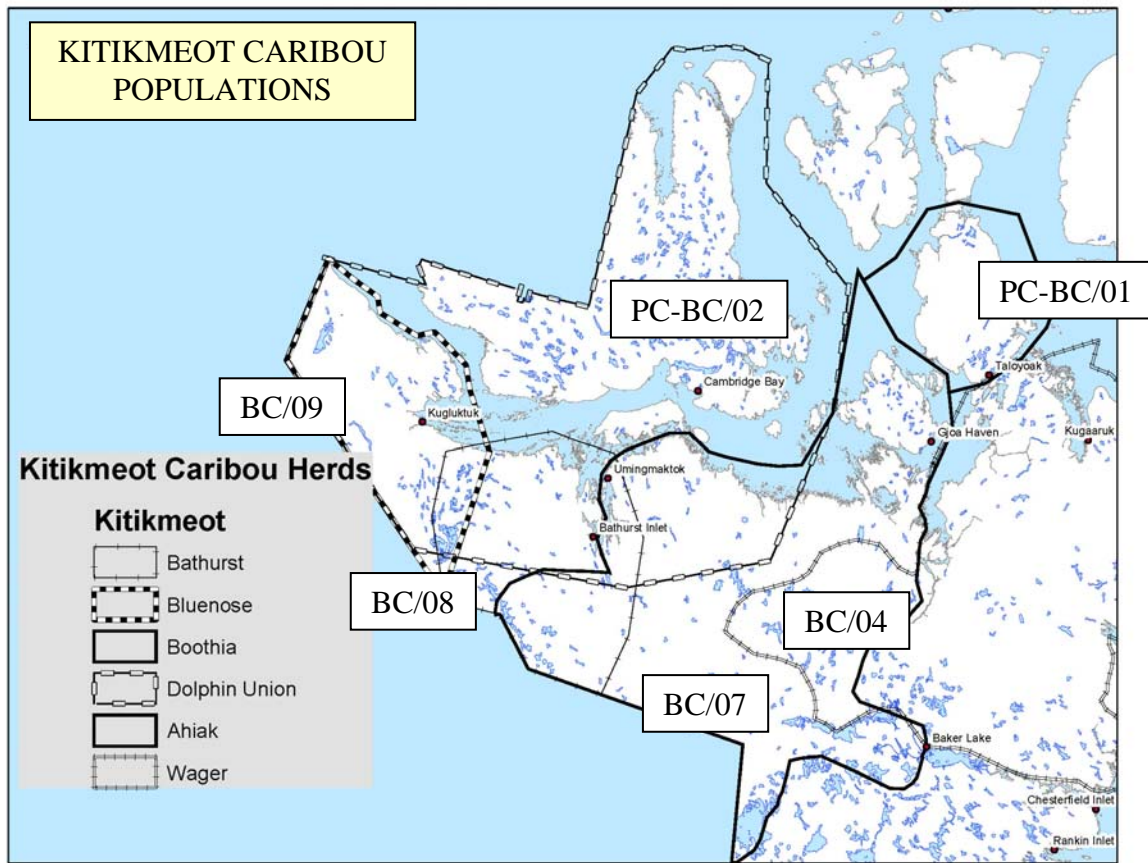 KITIKMEOT CARIBOU
POPULATIONS
PC-BC/02
PC-BC/01
Taloyoak
Cambridge Bay
BC/09
Kugluktuk
Gjoa Haven
Kugaaruk
Kitikmeot Caribou Herds
Kitikmeot
Bathurst
Bluenose
Boothia
Dolphin Union
Ahiak
Wager
Umingmaktok
Bathurst Inlet
BC/08
BC/04
BC/07
Baker Lake
Chesterfield Inlet
Rankin Inlet